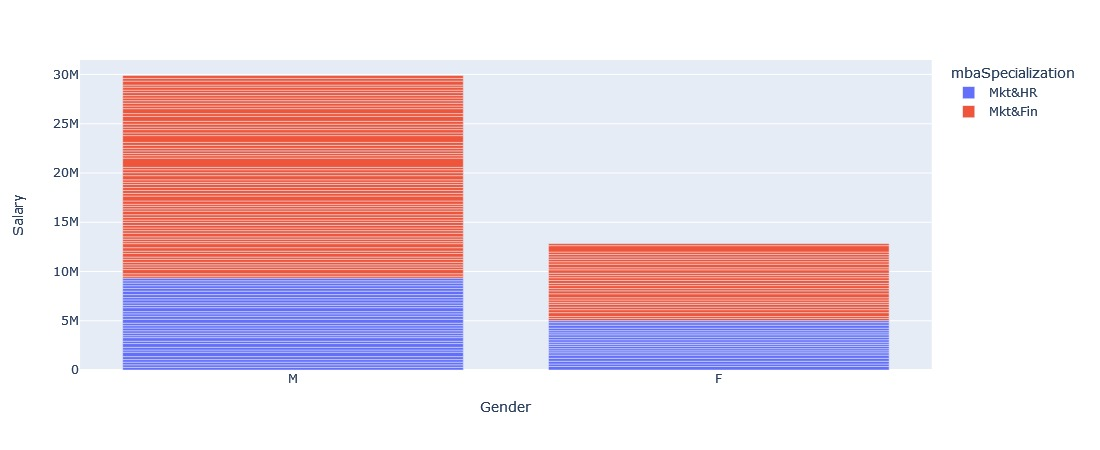 mbaSpecialization
Mkt&HR
Mkt&Fin
30M
25M
20M
15M
10M
5M
0
Salary
M
F
Gender